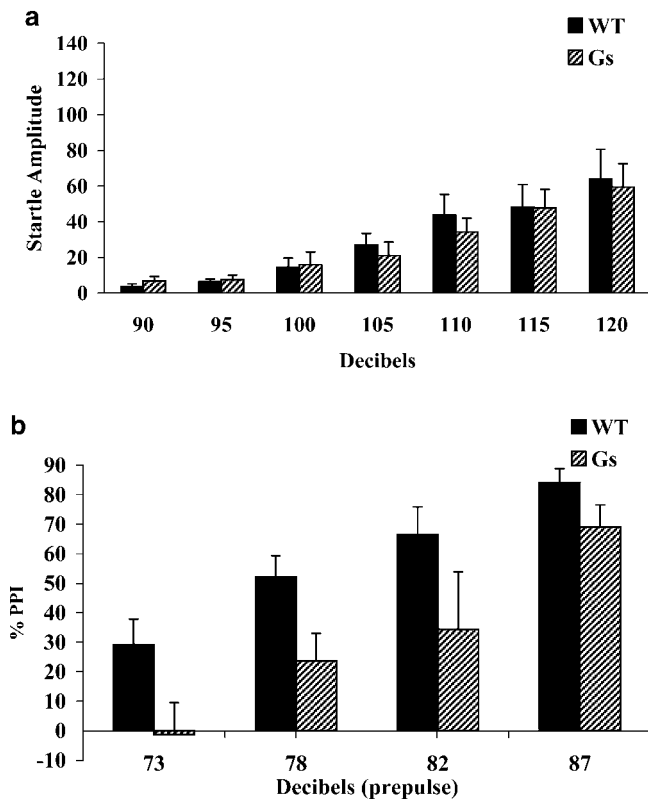 a
WT
Gs
140
120
100
80
60
40
20
0
Startle Amplitude
90 95 100 105 110 115 120
Decibels
b
WT
Gs
90
80
70
60
50
40
30
20
10
0
-10
% PPI
73 78 82 87
Decibels (prepulse)